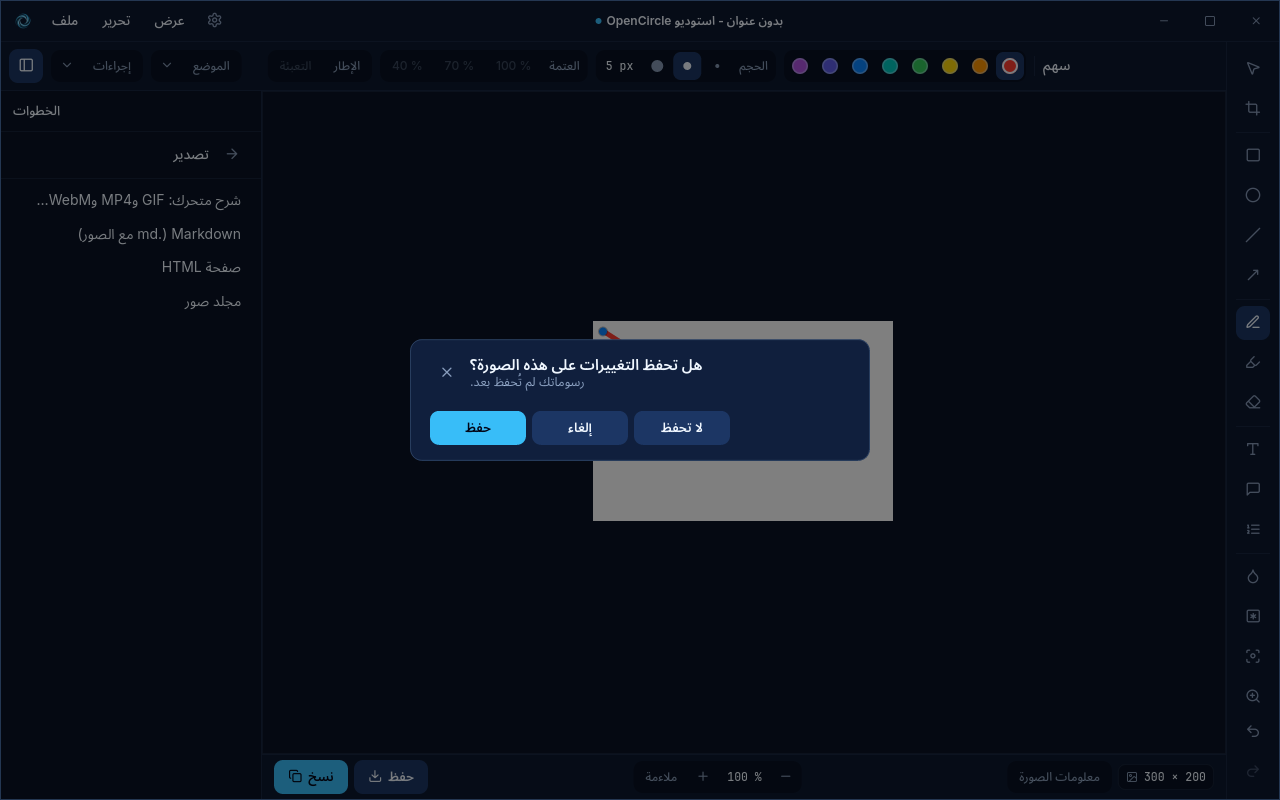 بدون عنوان - استوديو OpenCircle
ملف
تحرير
عرض
سهم
الحجم
5 px
العتمة
100 %
70 %
40 %
الإطار
التعبئة
الموضع
إجراءات
الخطوات
تصدير
شرح متحرك: GIF وMP4 وWebM...
Markdown (.md مع الصور)
صفحة HTML
مجلد صور
هل تحفظ التغييرات على هذه الصورة؟
رسوماتك لم تُحفظ بعد.
لا تحفظ
إلغاء
حفظ
300 × 200
معلومات الصورة
100 %
ملاءمة
حفظ
نسخ